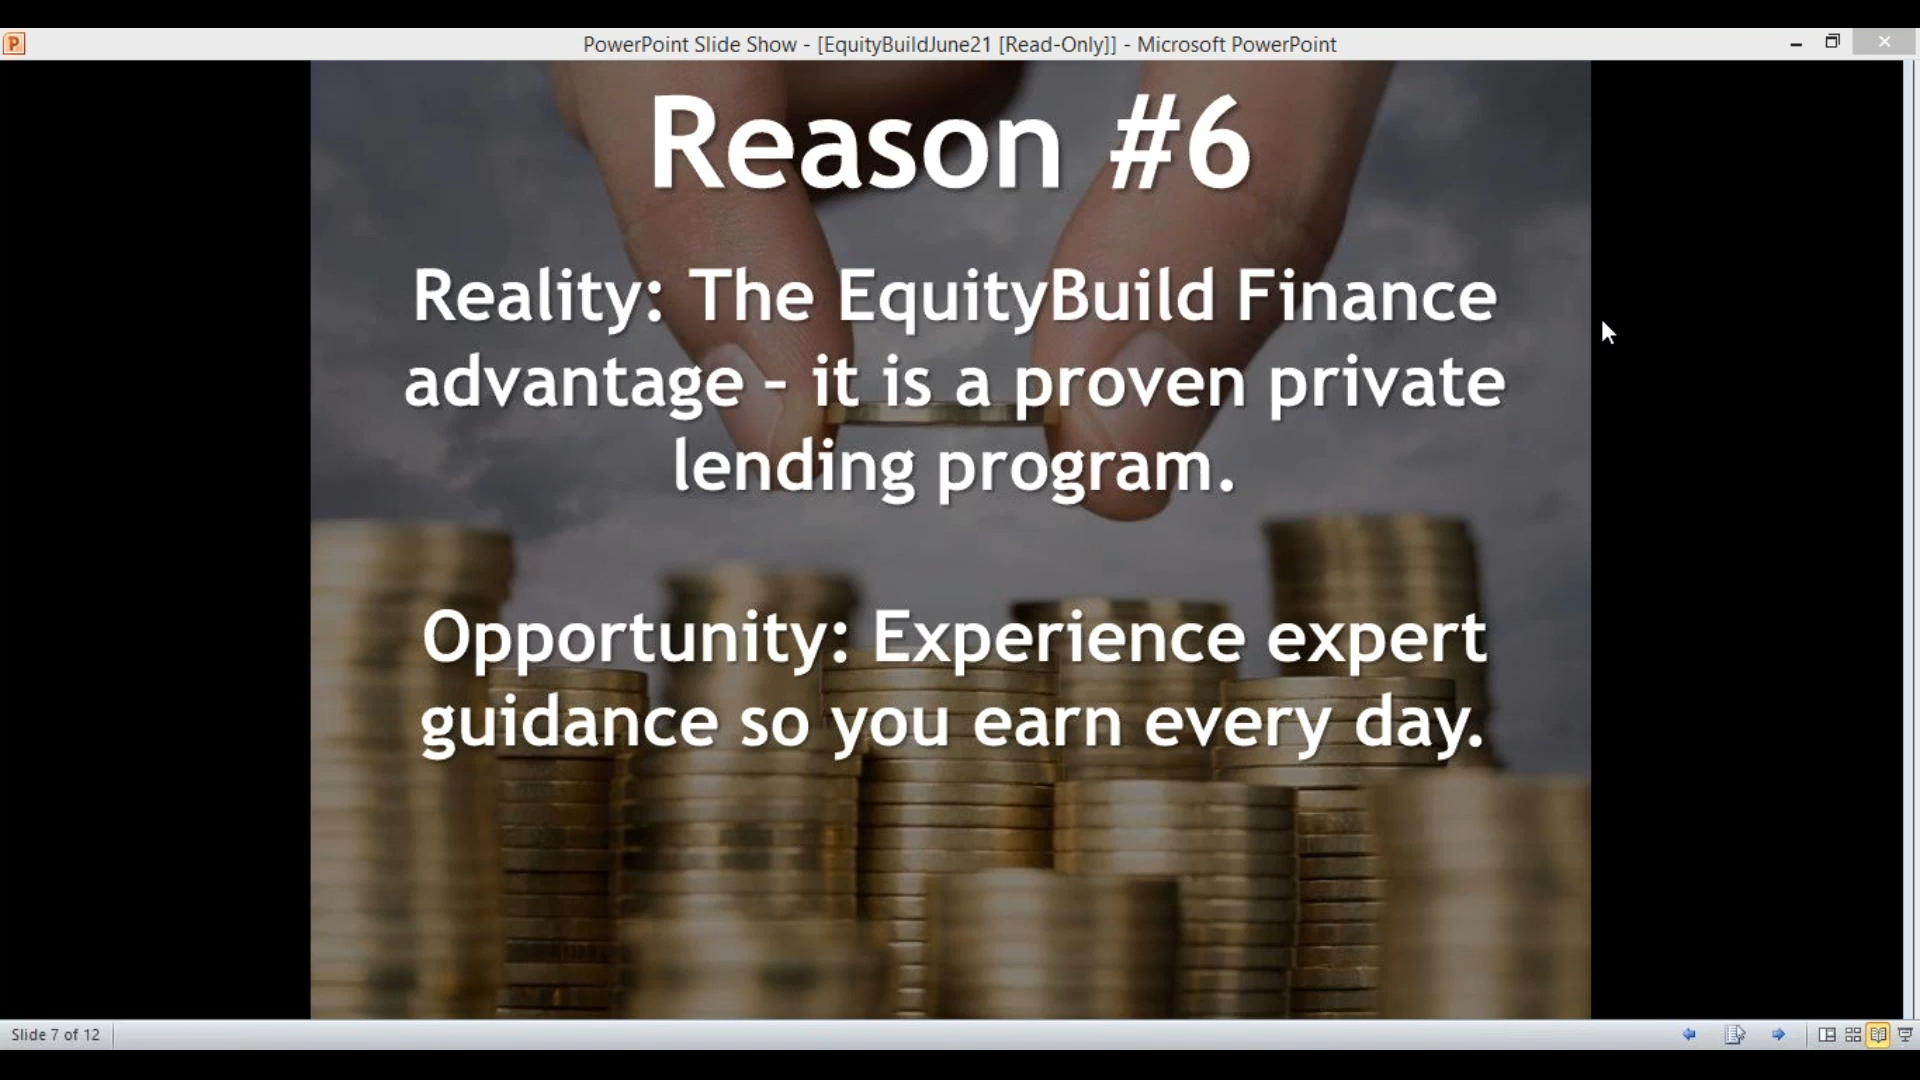 PowerPoint Slide Show - [EquityBuildJune21 [Read-Only]] - Microsoft PowerPoint
Reason #6
Reality: The EquityBuild Finance
advantage – it is a proven private
lending program.
Opportunity: Experience expert
guidance so you earn every day.
Slide 7 of 12